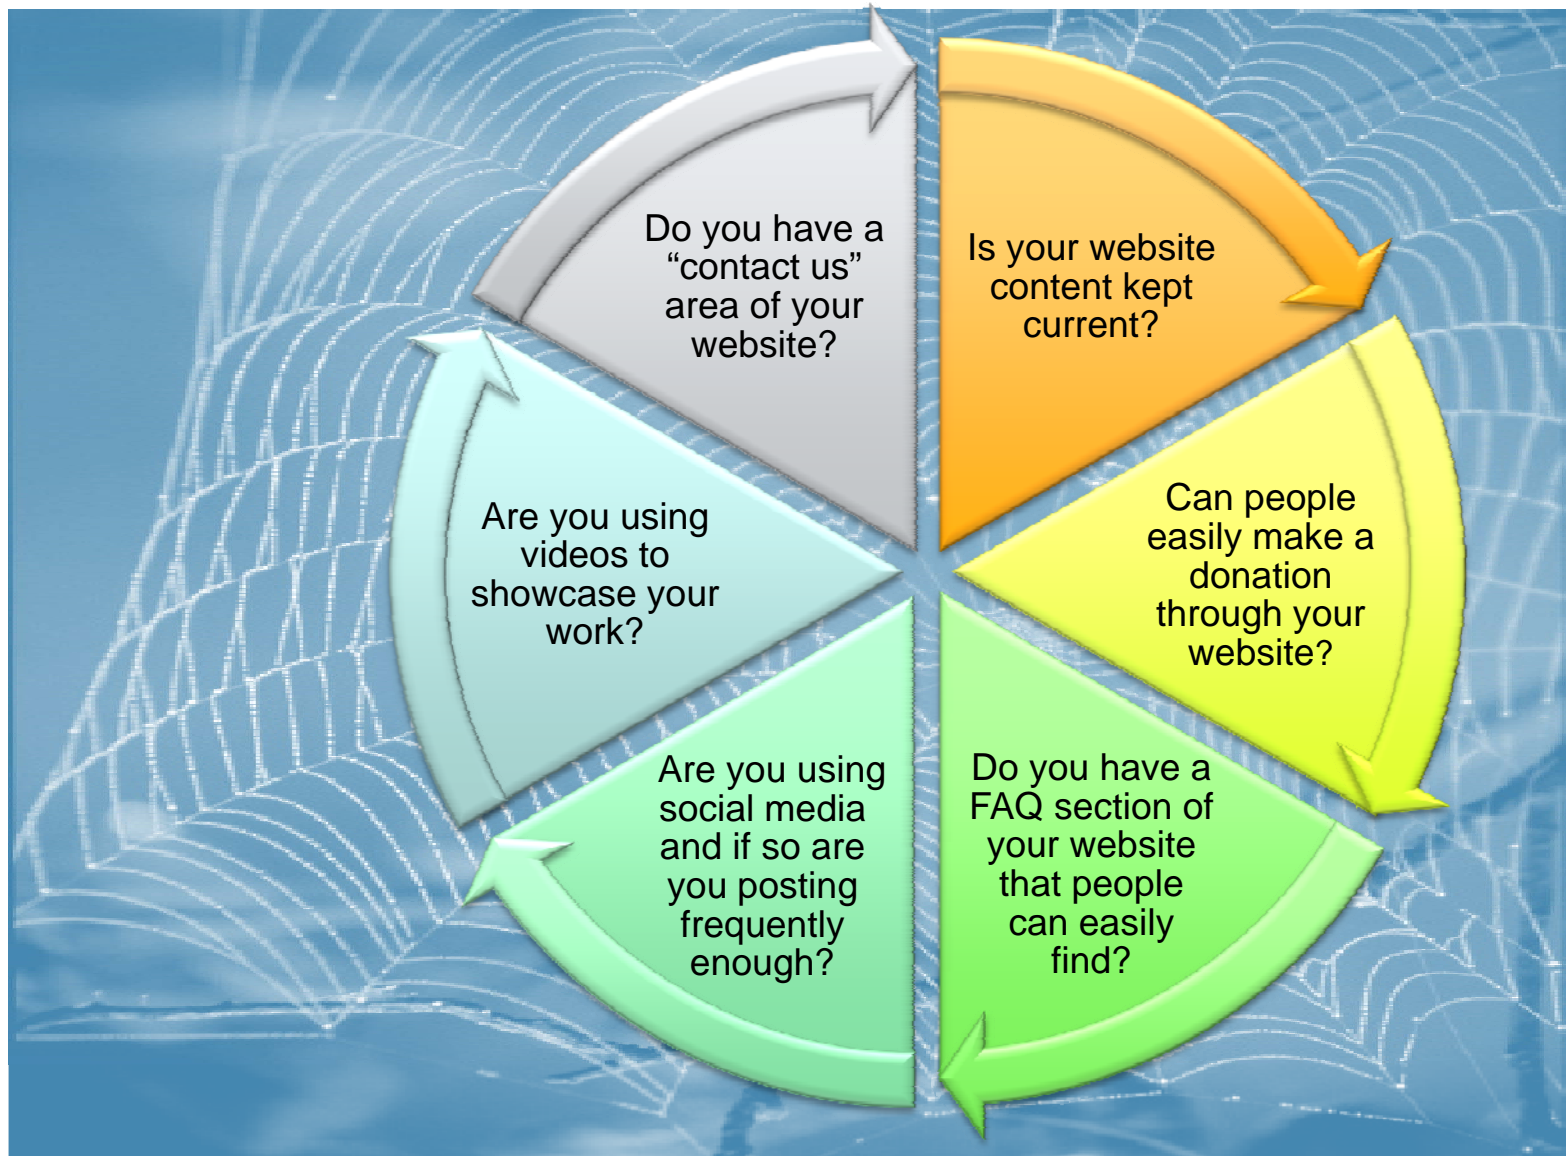 Do you have a
“contact us”
area of your
website?
Is your website
content kept
current?
Can people
easily make a
donation
through your
website?
Do you have a
FAQ section of
your website
that people
can easily
find?
Are you using
social media
and if so are
you posting
frequently
enough?
Are you using
videos to
showcase your
work?